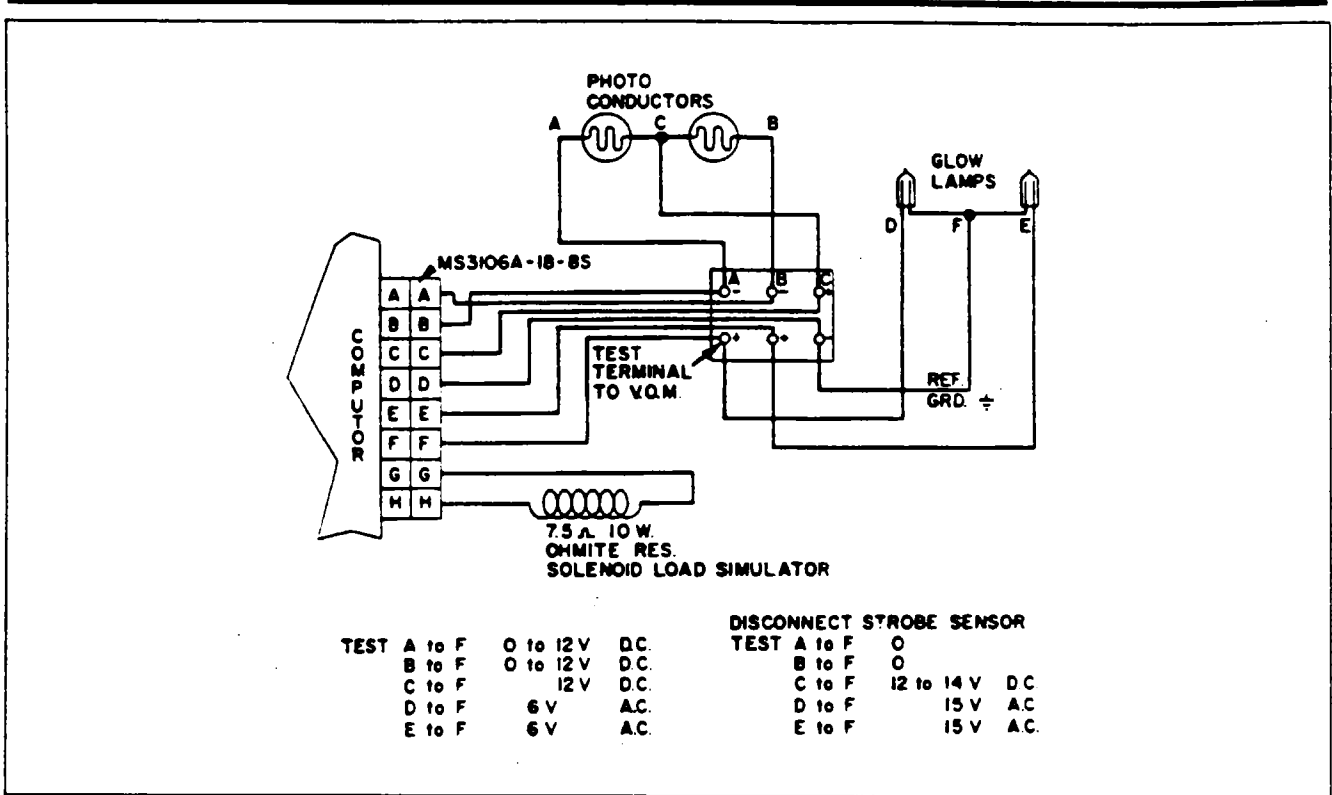 PHOTO
CONDUCTORS
A C B
GLOW
LAMPS
D F E
MS3106A-18-8S
A A
B B
C C
D D
E E
F F
G G
H H
COMPUTOR
A B C
- - +
+ + -
TEST
TERMINAL
TO V.O.M.
REF.
GRD.
7.5 Ω 10 W.
OHMITE RES.
SOLENOID LOAD SIMULATOR
TEST A to F 0 to 12 V D.C.
B to F 0 to 12 V D.C.
C to F 12 V D.C.
D to F 6 V A.C.
E to F 6 V A.C.
DISCONNECT STROBE SENSOR
TEST A to F 0
B to F 0
C to F 12 to 14 V D.C
D to F 15 V A.C
E to F 15 V A.C.